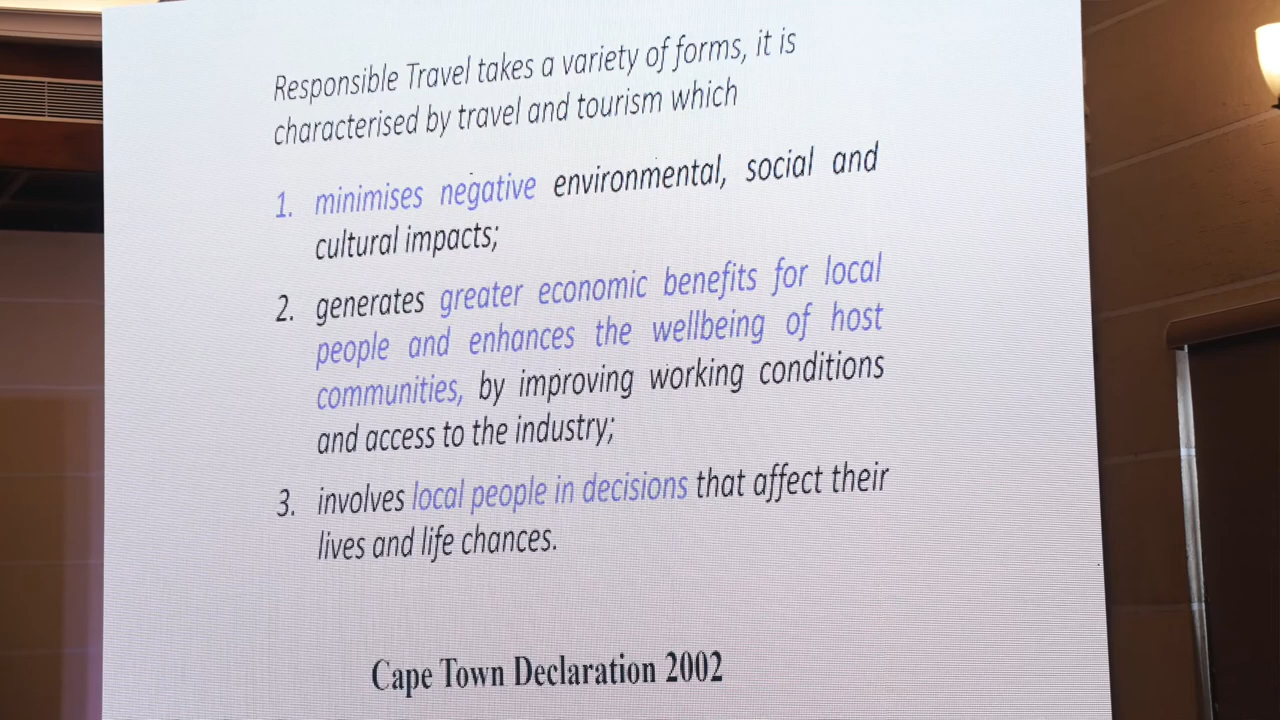 Responsible Travel takes a variety of forms, it is
characterised by travel and tourism which
1. minimises negative environmental, social and
cultural impacts;
2. generates greater economic benefits for local
people and enhances the wellbeing of host
communities, by improving working conditions
and access to the industry;
3. involves local people in decisions that affect their
lives and life chances.
Cape Town Declaration 2002